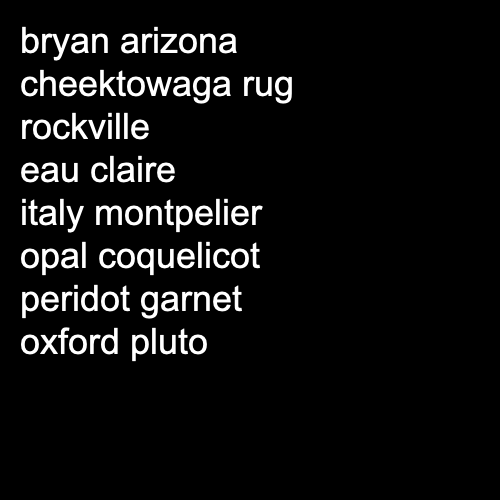 bryan arizona
cheektowaga rug
rockville
eau claire
italy montpelier
opal coquelicot
peridot garnet
oxford pluto